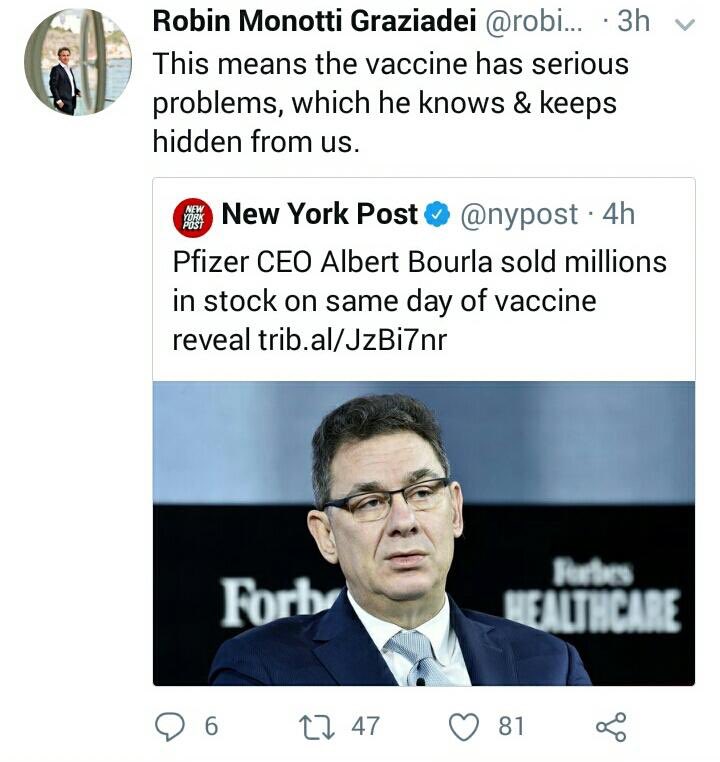 Robin Monotti Graziadei @robi... · 3h
This means the vaccine has serious
problems, which he knows & keeps
hidden from us.
NEW
YORK
POST
New York Post @nypost · 4h
Pfizer CEO Albert Bourla sold millions
in stock on same day of vaccine
reveal trib.al/JzBi7nr
Forbes
HEALTHCARE
6 47 81